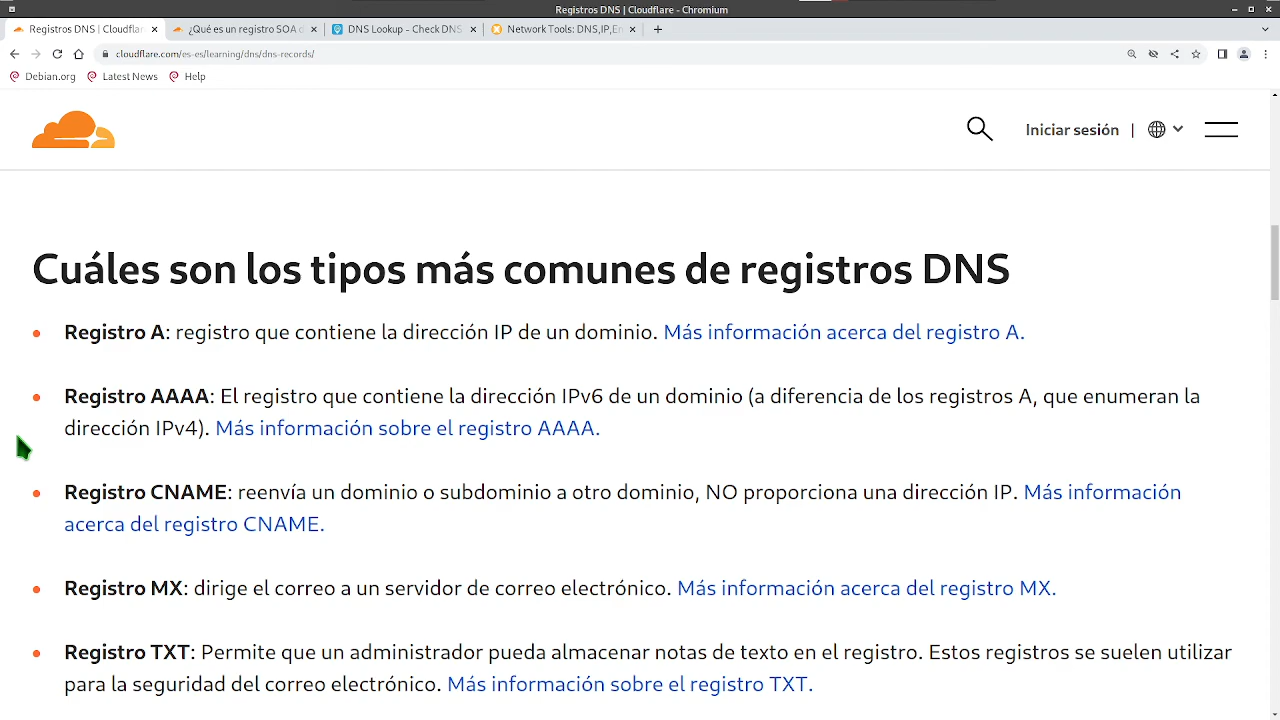 Registros DNS | Cloudflare - Chromium
Registros DNS | Cloudflar
¿Qué es un registro SOA d
DNS Lookup - Check DNS
Network Tools: DNS,IP,Em
cloudflare.com/es-es/learning/dns/dns-records/
Debian.org
Latest News
Help
Iniciar sesión |
Cuáles son los tipos más comunes de registros DNS
Registro A: registro que contiene la dirección IP de un dominio. Más información acerca del registro A.
Registro AAAA: El registro que contiene la dirección IPv6 de un dominio (a diferencia de los registros A, que enumeran la
dirección IPv4). Más información sobre el registro AAAA.
Registro CNAME: reenvía un dominio o subdominio a otro dominio, NO proporciona una dirección IP. Más información
acerca del registro CNAME.
Registro MX: dirige el correo a un servidor de correo electrónico. Más información acerca del registro MX.
Registro TXT: Permite que un administrador pueda almacenar notas de texto en el registro. Estos registros se suelen utilizar
para la seguridad del correo electrónico. Más información sobre el registro TXT.